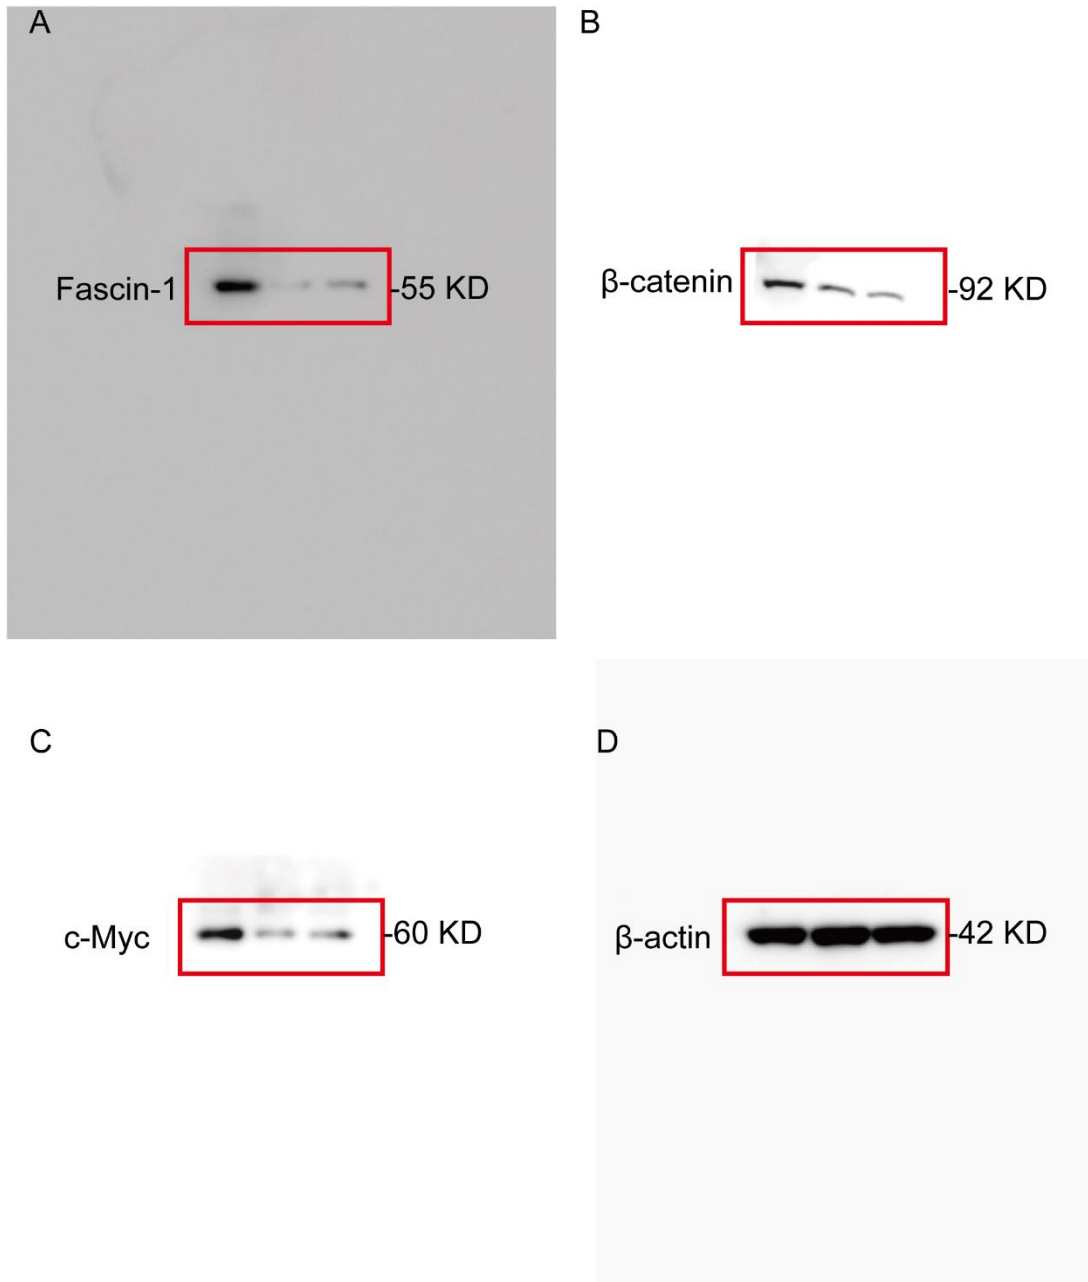 A
B
Fascin-1
-55 KD
β-catenin
-92 KD
C
D
c-Myc
-60 KD
β-actin
-42 KD